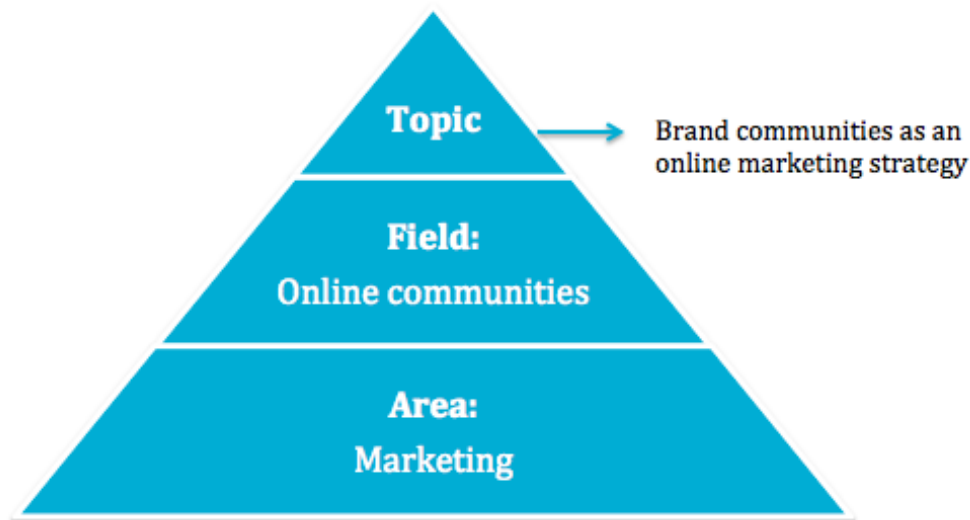 Topic
Brand communities as an
online marketing strategy
Field:
Online communities
Area:
Marketing